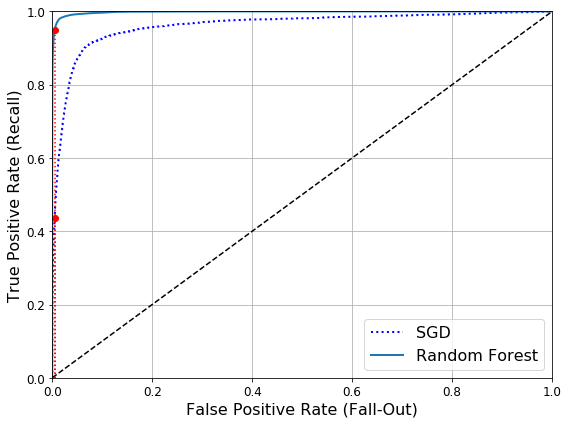 1.0
0.8
0.6
0.4
0.2
0.0
True Positive Rate (Recall)
SGD
Random Forest
0.0 0.2 0.4 0.6 0.8 1.0
False Positive Rate (Fall-Out)